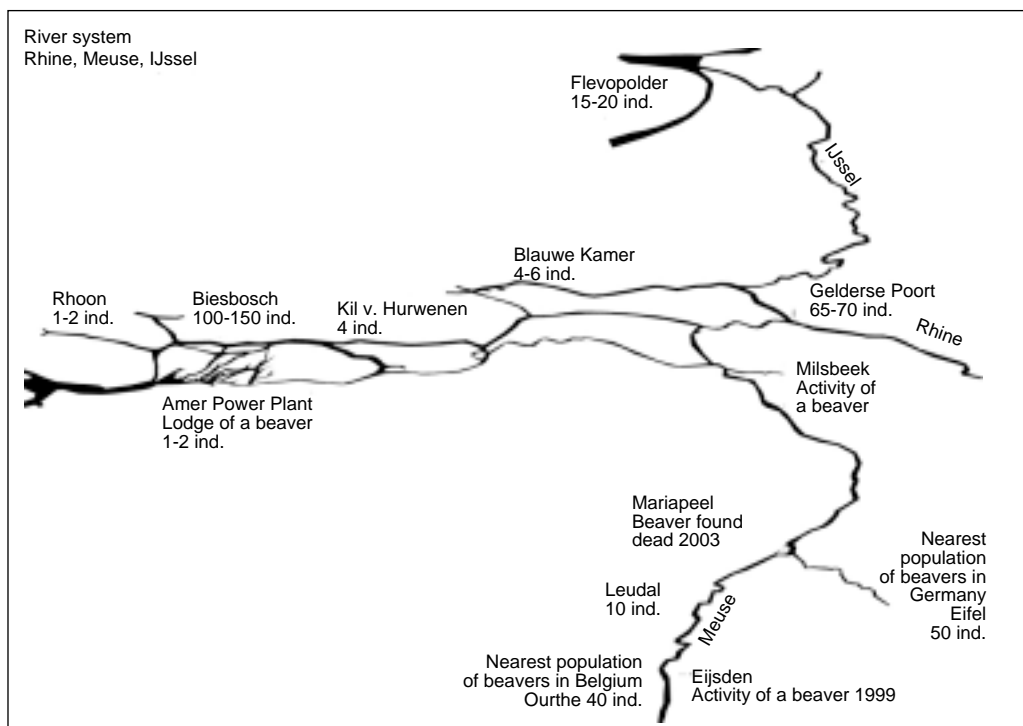 River system
Rhine, Meuse, IJssel
Flevopolder
15-20 ind.
IJssel
Blauwe Kamer
4-6 ind.
Gelderse Poort
65-70 ind.
Rhine
Rhoon
1-2 ind.
Biesbosch
100-150 ind.
Kil v. Hurwenen
4 ind.
Milsbeek
Activity of
a beaver
Amer Power Plant
Lodge of a beaver
1-2 ind.
Mariapeel
Beaver found
dead 2003
Nearest
population
of beavers in
Germany
Eifel
50 ind.
Leudal
10 ind.
Meuse
Nearest population
of beavers in Belgium
Ourthe 40 ind.
Eijsden
Activity of a beaver 1999